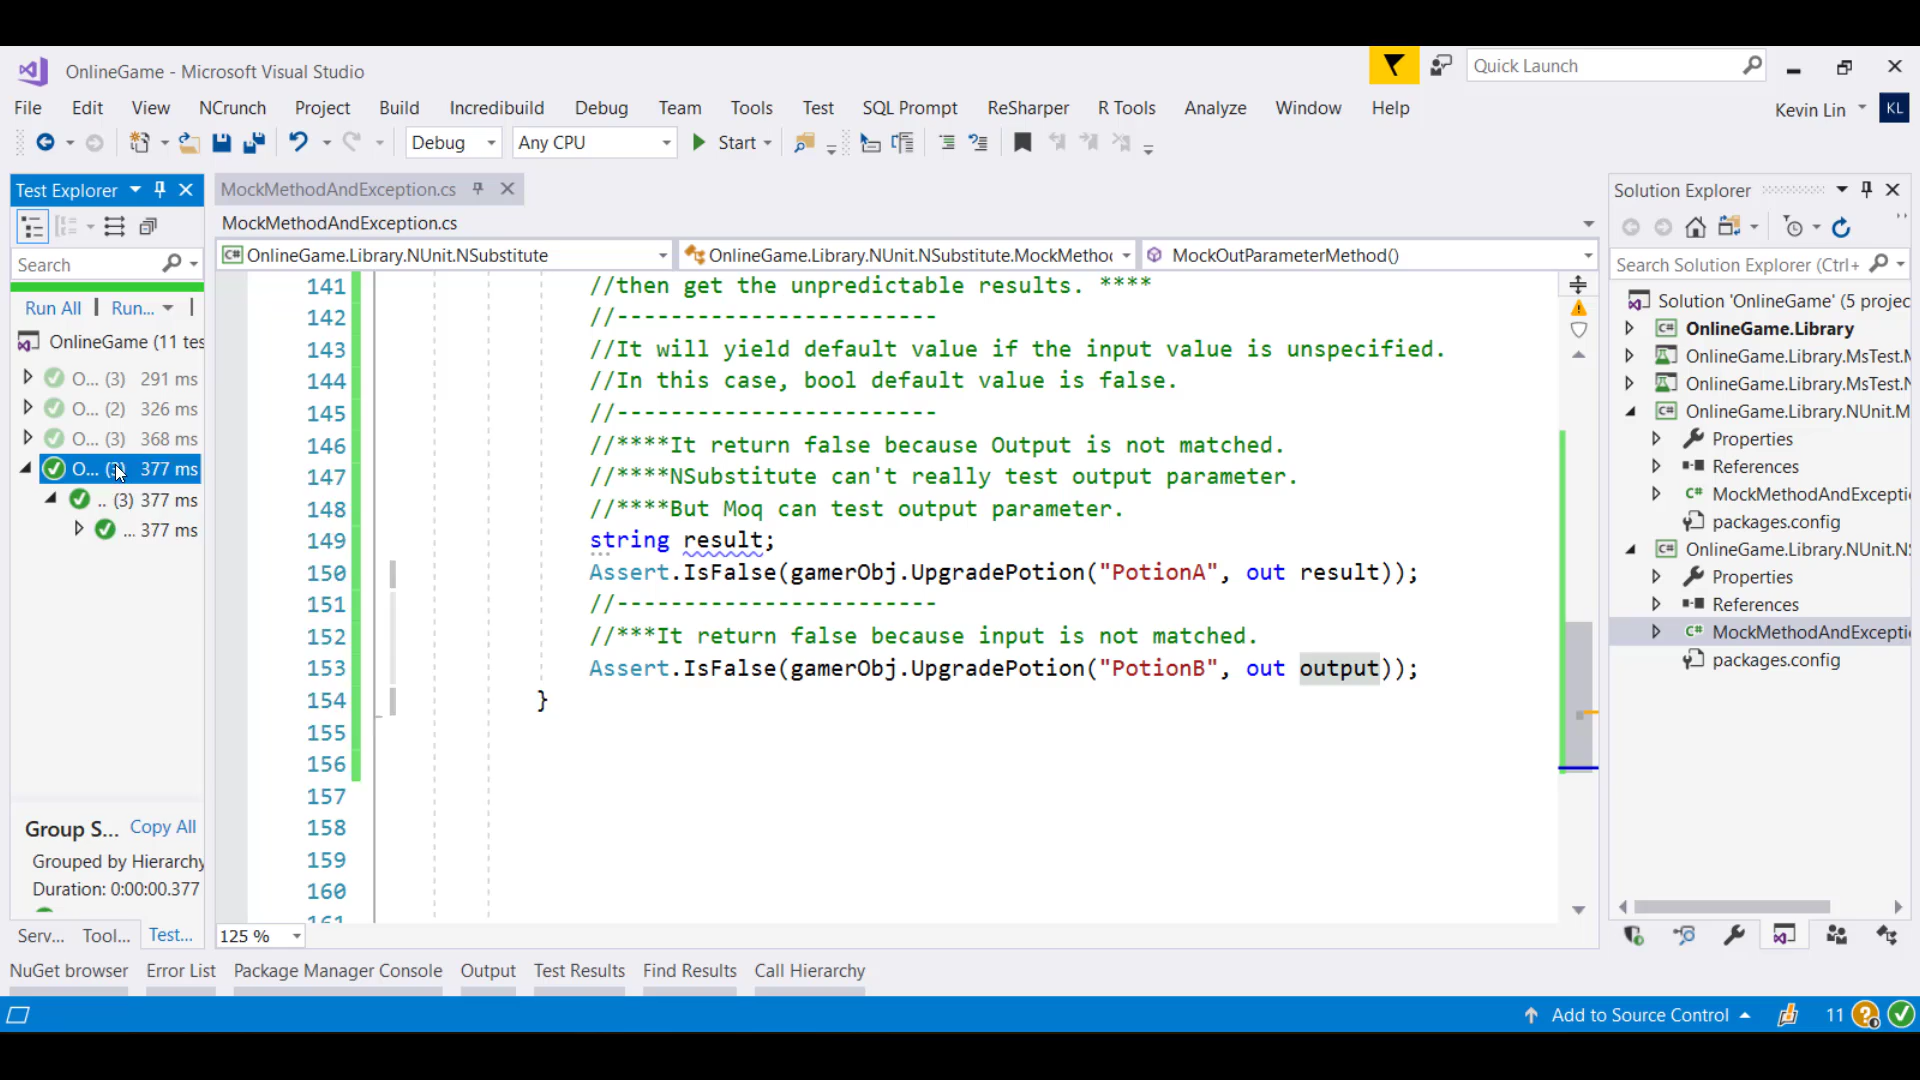 OnlineGame - Microsoft Visual Studio
Quick Launch
File Edit View NCrunch Project Build Incredibuild Debug Team Tools Test SQL Prompt ReSharper R Tools Analyze Window Help
Kevin Lin KL
Debug Any CPU Start
Test Explorer
Search
Run All | Run... |
OnlineGame (11 tes
O... (3) 291 ms
O... (2) 326 ms
O... (3) 368 ms
O... (3) 377 ms
.. (3) 377 ms
... 377 ms
Group S... Copy All
Grouped by Hierarchy
Duration: 0:00:00.377
Serv... Tool... Test...
MockMethodAndException.cs
MockMethodAndException.cs
OnlineGame.Library.NUnit.NSubstitute OnlineGame.Library.NUnit.NSubstitute.MockMethod MockOutParameterMethod()
141 //then get the unpredictable results. ****
142 //------------------------
143 //It will yield default value if the input value is unspecified.
144 //In this case, bool default value is false.
145 //------------------------
146 //****It return false because Output is not matched.
147 //****NSubstitute can't really test output parameter.
148 //****But Moq can test output parameter.
149 string result;
150 Assert.IsFalse(gamerObj.UpgradePotion("PotionA", out result));
151 //------------------------
152 //***It return false because input is not matched.
153 Assert.IsFalse(gamerObj.UpgradePotion("PotionB", out output));
154 }
155
156
157
158
159
160
161
125 %
Solution Explorer
Search Solution Explorer (Ctrl+
Solution 'OnlineGame' (5 projec
OnlineGame.Library
OnlineGame.Library.MsTest.M
OnlineGame.Library.MsTest.N
OnlineGame.Library.NUnit.M
Properties
References
MockMethodAndExcepti
packages.config
OnlineGame.Library.NUnit.NS
Properties
References
MockMethodAndExcepti
packages.config
NuGet browser Error List Package Manager Console Output Test Results Find Results Call Hierarchy
Add to Source Control 11